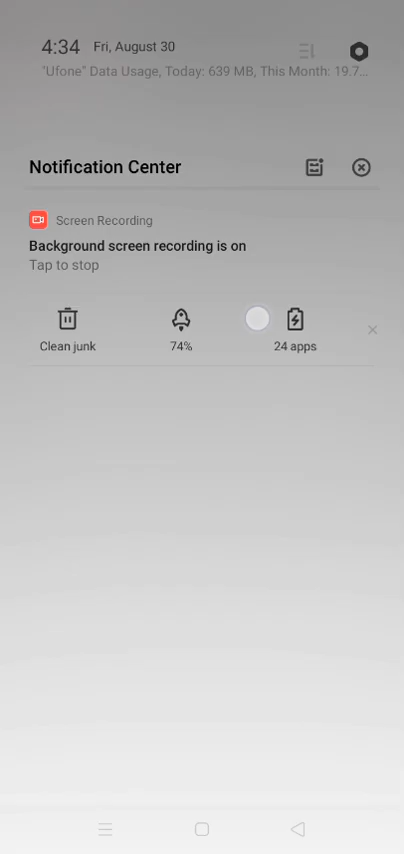 4:34 Fri, August 30
"Ufone" Data Usage, Today: 639 MB, This Month: 19.7...
Notification Center
Screen Recording
Background screen recording is on
Tap to stop
Clean junk 74% 24 apps